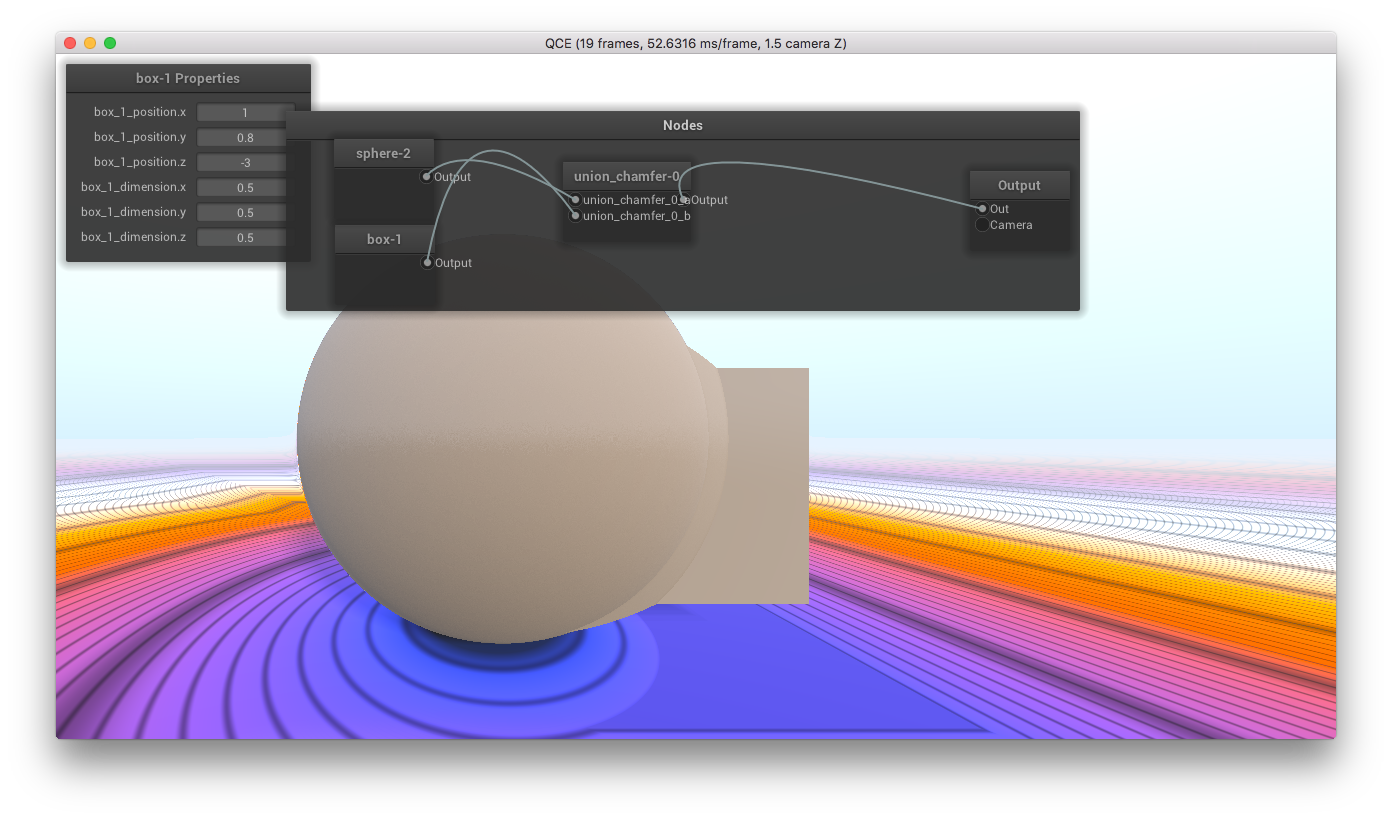 QCE (19 frames, 52.6316 ms/frame, 1.5 camera Z)
box-1 Properties
box_1_position.x 1
box_1_position.y 0.8
box_1_position.z -3
box_1_dimension.x 0.5
box_1_dimension.y 0.5
box_1_dimension.z 0.5
Nodes
sphere-2
Output
box-1
Output
union_chamfer-0
union_chamfer_0_a Output
union_chamfer_0_b
Output
Out
Camera